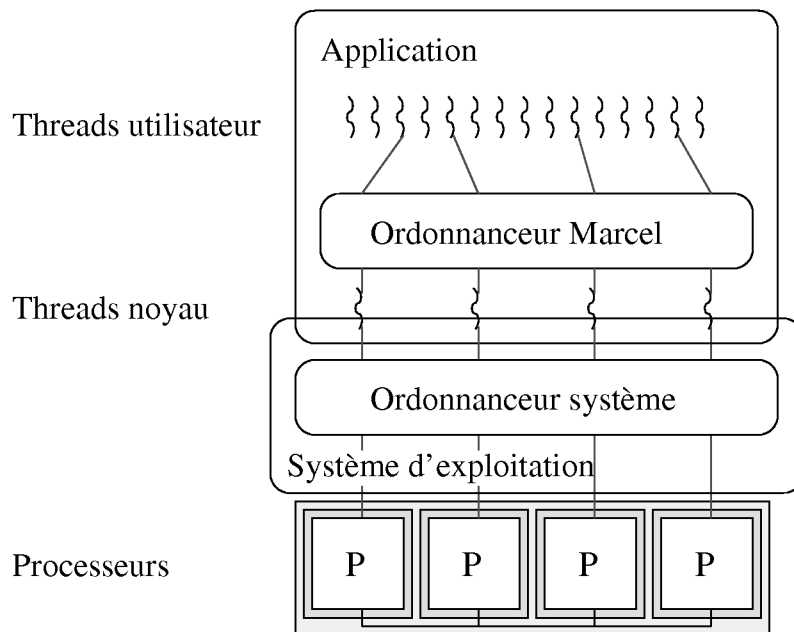 Application
Threads utilisateur
Ordonnanceur Marcel
Threads noyau
Ordonnanceur système
Système d'exploitation
Processeurs
P P P P